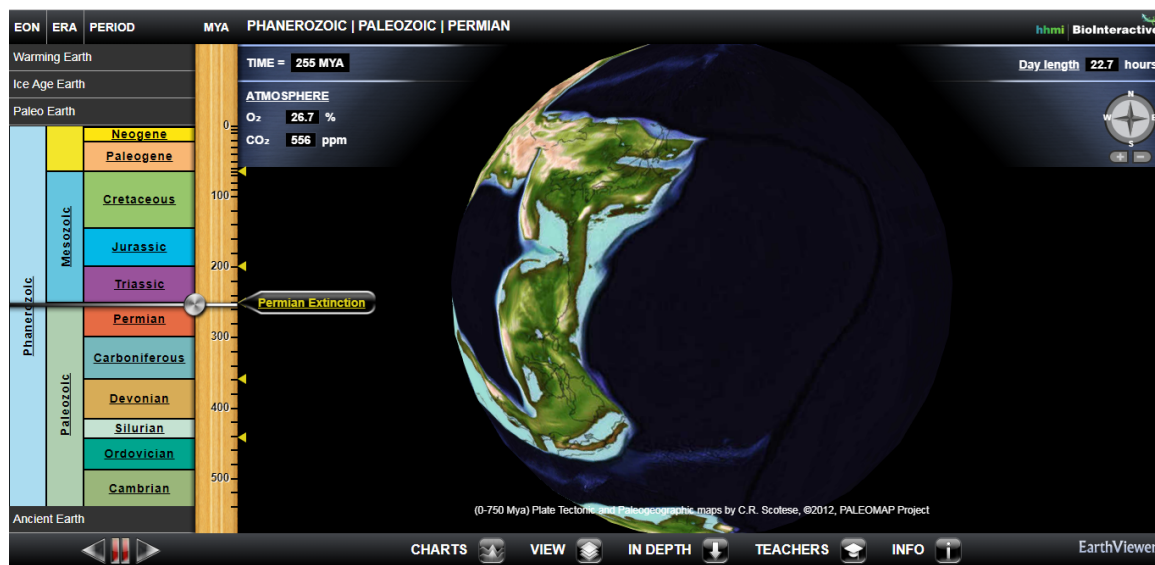 EON ERA PERIOD MYA PHANEROZOIC | PALEOZOIC | PERMIAN
hhmi BioInteractive
Warming Earth
Ice Age Earth
Paleo Earth
TIME = 255 MYA
Day length 22.7 hours
ATMOSPHERE
O₂ 26.7 %
CO₂ 556 ppm
N
W E
S
+ −
Phanerozoic
Mesozoic
Paleozoic
Neogene
Paleogene
Cretaceous
Jurassic
Triassic
Permian
Carboniferous
Devonian
Silurian
Ordovician
Cambrian
0
100
200
300
400
500
Permian Extinction
Ancient Earth
(0-750 Mya) Plate Tectonic and Paleogeographic maps by C.R. Scotese, ©2012, PALEOMAP Project
CHARTS VIEW IN DEPTH TEACHERS INFO i EarthViewer